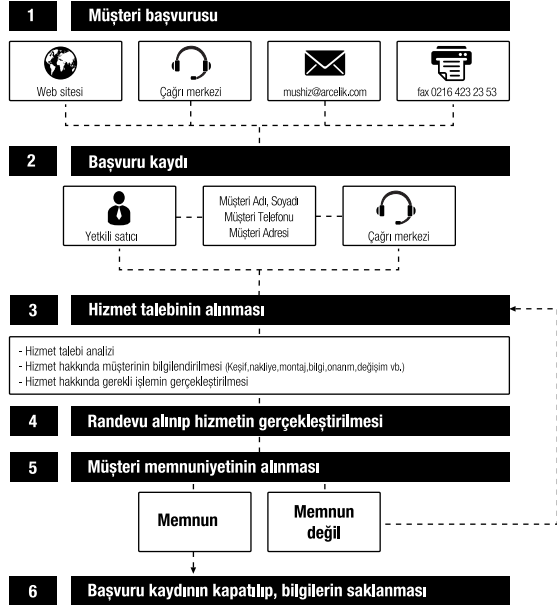 1 Müşteri başvurusu
Web sitesi
Çağrı merkezi
mushiz@arcelik.com
fax 0216 423 23 53
2 Başvuru kaydı
Yetkili satıcı
Müşteri Adı, Soyadı
Müşteri Telefonu
Müşteri Adresi
Çağrı merkezi
3 Hizmet talebinin alınması
- Hizmet talebi analizi
- Hizmet hakkında müşterinin bilgilendirilmesi (Keşif,nakliye,montaj,bilgi,onarım,değişim vb.)
- Hizmet hakkında gerekli işlemin gerçekleştirilmesi
4 Randevu alınıp hizmetin gerçekleştirilmesi
5 Müşteri memnuniyetinin alınması
Memnun
Memnun
değil
6 Başvuru kaydının kapatılıp, bilgilerin saklanması